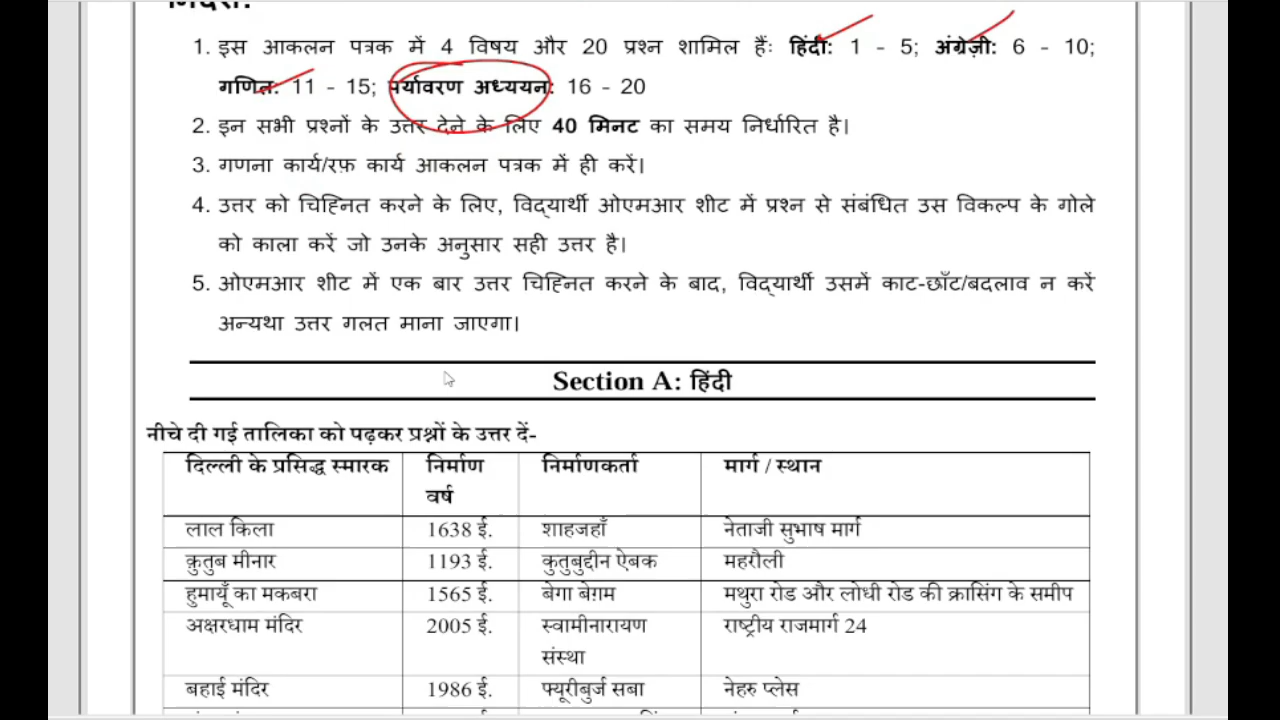 निर्देश:
1. इस आकलन पत्रक में 4 विषय और 20 प्रश्न शामिल हैंः हिंदी: 1 - 5; अंग्रेज़ी: 6 - 10;
गणित: 11 - 15; पर्यावरण अध्ययन: 16 - 20
2. इन सभी प्रश्नों के उत्तर देने के लिए 40 मिनट का समय निर्धारित है।
3. गणना कार्य/रफ़ कार्य आकलन पत्रक में ही करें।
4. उत्तर को चिह्नित करने के लिए, विद्यार्थी ओएमआर शीट में प्रश्न से संबंधित उस विकल्प के गोले
को काला करें जो उनके अनुसार सही उत्तर है।
5. ओएमआर शीट में एक बार उत्तर चिह्नित करने के बाद, विद्यार्थी उसमें काट-छाँट/बदलाव न करें
अन्यथा उत्तर गलत माना जाएगा।
Section A: हिंदी
नीचे दी गई तालिका को पढ़कर प्रश्नों के उत्तर दें-
दिल्ली के प्रसिद्ध स्मारक निर्माण वर्ष निर्माणकर्ता मार्ग / स्थान
लाल किला 1638 ई. शाहजहाँ नेताजी सुभाष मार्ग
क़ुतुब मीनार 1193 ई. कुतुबुद्दीन ऐबक महरौली
हुमायूँ का मकबरा 1565 ई. बेगा बेग़म मथुरा रोड और लोधी रोड की क्रासिंग के समीप
अक्षरधाम मंदिर 2005 ई. स्वामीनारायण संस्था राष्ट्रीय राजमार्ग 24
बहाई मंदिर 1986 ई. फ्यूरीबुर्ज सबा नेहरु प्लेस